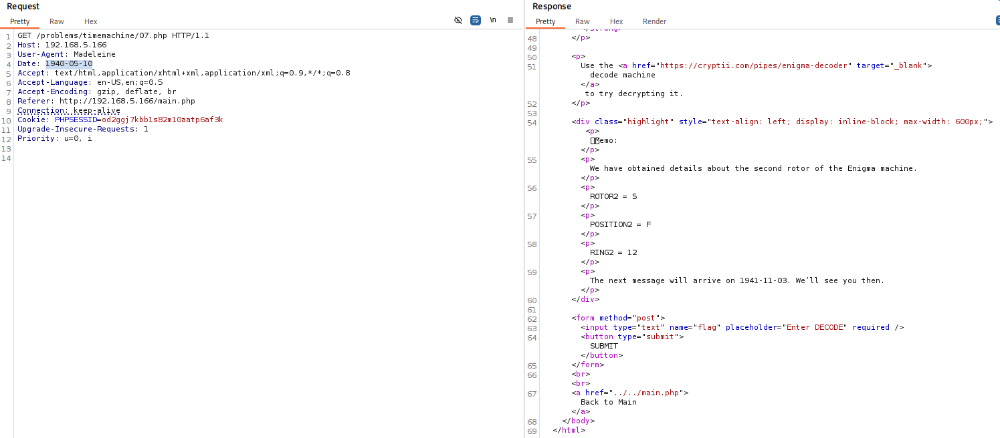 Request
Pretty Raw Hex
\n
1 GET /problems/timemachine/07.php HTTP/1.1
2 Host: 192.168.5.166
3 User-Agent: Madeleine
4 Date: 1940-05-10
5 Accept: text/html,application/xhtml+xml,application/xml;q=0.9,*/*;q=0.8
6 Accept-Language: en-US,en;q=0.5
7 Accept-Encoding: gzip, deflate, br
8 Referer: http://192.168.5.166/main.php
9 Connection: keep-alive
10 Cookie: PHPSESSID=od2ggj7kbb1s82m10aatp6af3k
11 Upgrade-Insecure-Requests: 1
12 Priority: u=0, i
13
14
Response
Pretty Raw Hex Render
</strong>
48 </p>
49
50 <p>
51 Use the <a href="https://cryptii.com/pipes/enigma-decoder" target="_blank">
decode machine
</a>
to try decrypting it.
52 </p>
53
54 <div class="highlight" style="text-align: left; display: inline-block; max-width: 600px;">
<p>
emo:
</p>
55 <p>
We have obtained details about the second rotor of the Enigma machine.
</p>
56 <p>
ROTOR2 = 5
</p>
57 <p>
POSITION2 = F
</p>
58 <p>
RING2 = 12
</p>
59 <p>
The next message will arrive on 1941-11-03. We’ll see you then.
</p>
60 </div>
61
62 <form method="post">
63 <input type="text" name="flag" placeholder="Enter DECODE" required />
64 <button type="submit">
SUBMIT
</button>
65 </form>
66 <br>
<br>
67 <a href="../../main.php">
Back to Main
</a>
68 </body>
69 </html>